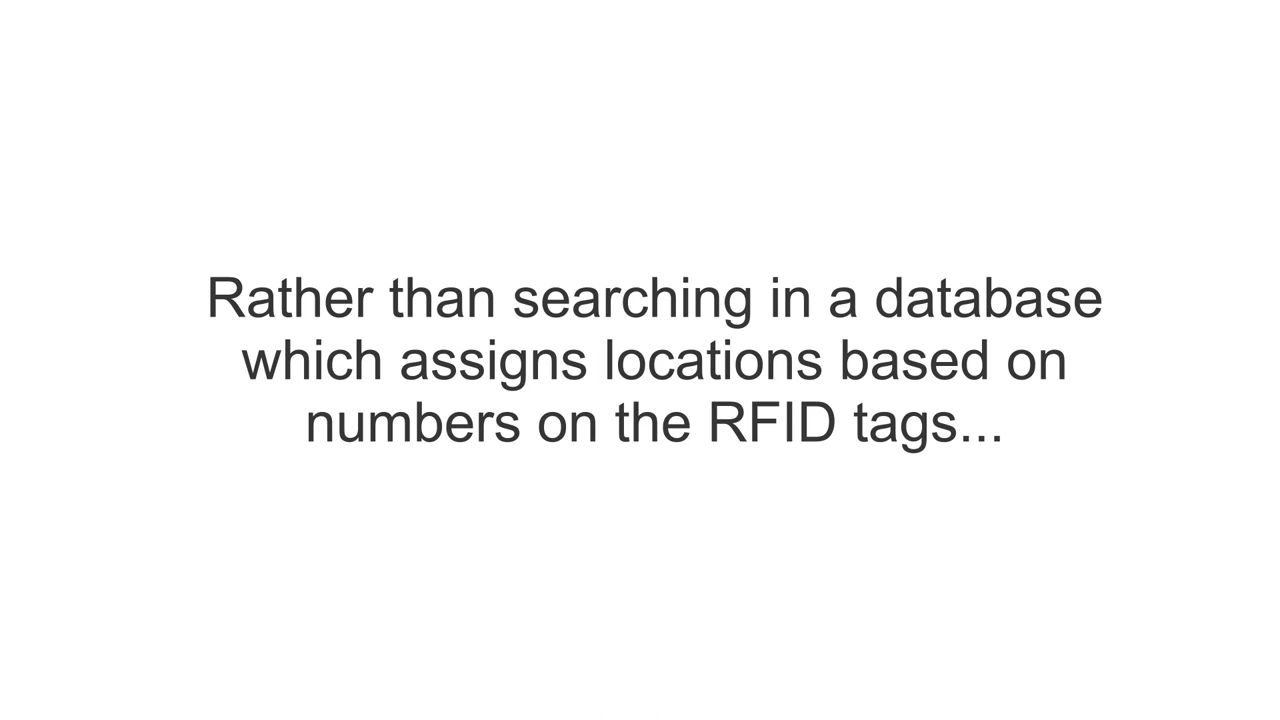 Rather than searching in a database
which assigns locations based on
numbers on the RFID tags...